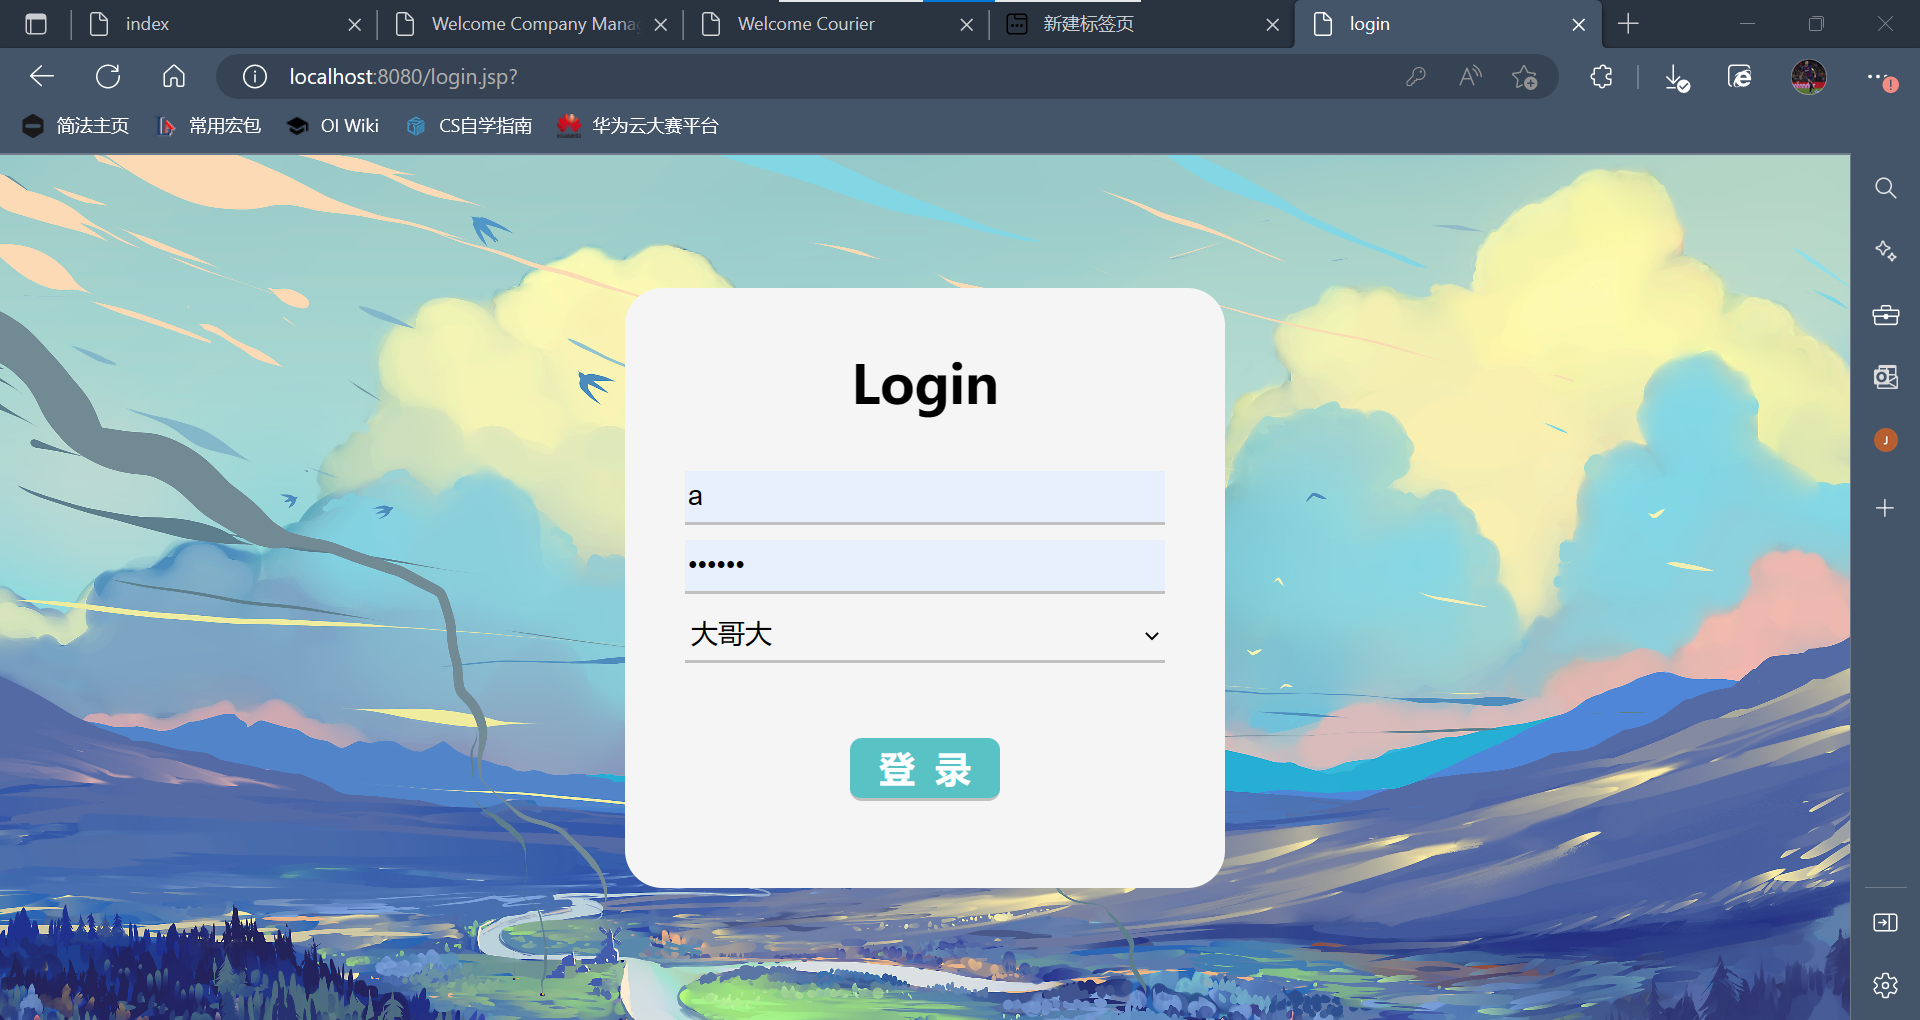 index
Welcome Company Mana
Welcome Courier
新建标签页
login
localhost:8080/login.jsp?
简法主页
常用宏包
OI Wiki
CS自学指南
华为云大赛平台
Login
a
••••••
大哥大
登 录
J